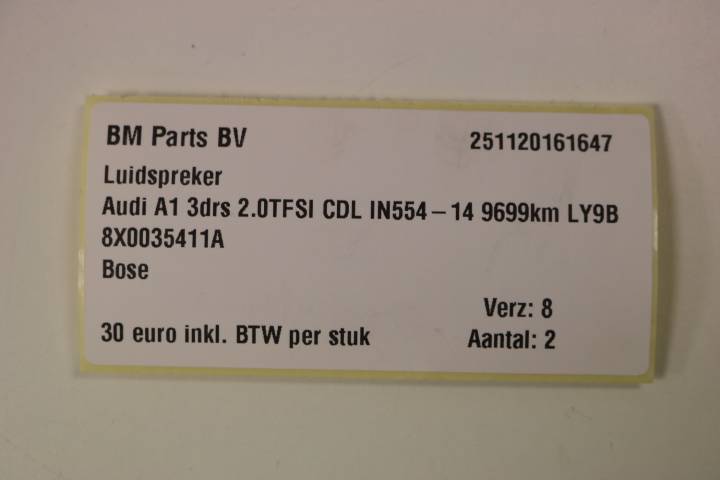 BM Parts BV 251120161647
Luidspreker
Audi A1 3drs 2.0TFSI CDL IN554 – 14 9699km LY9B
8X0035411A
Bose
Verz: 8
30 euro inkl. BTW per stuk Aantal: 2